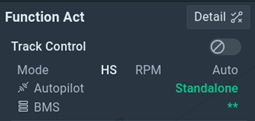 Function Act Detail
Track Control
Mode HS RPM Auto
Autopilot Standalone
BMS **